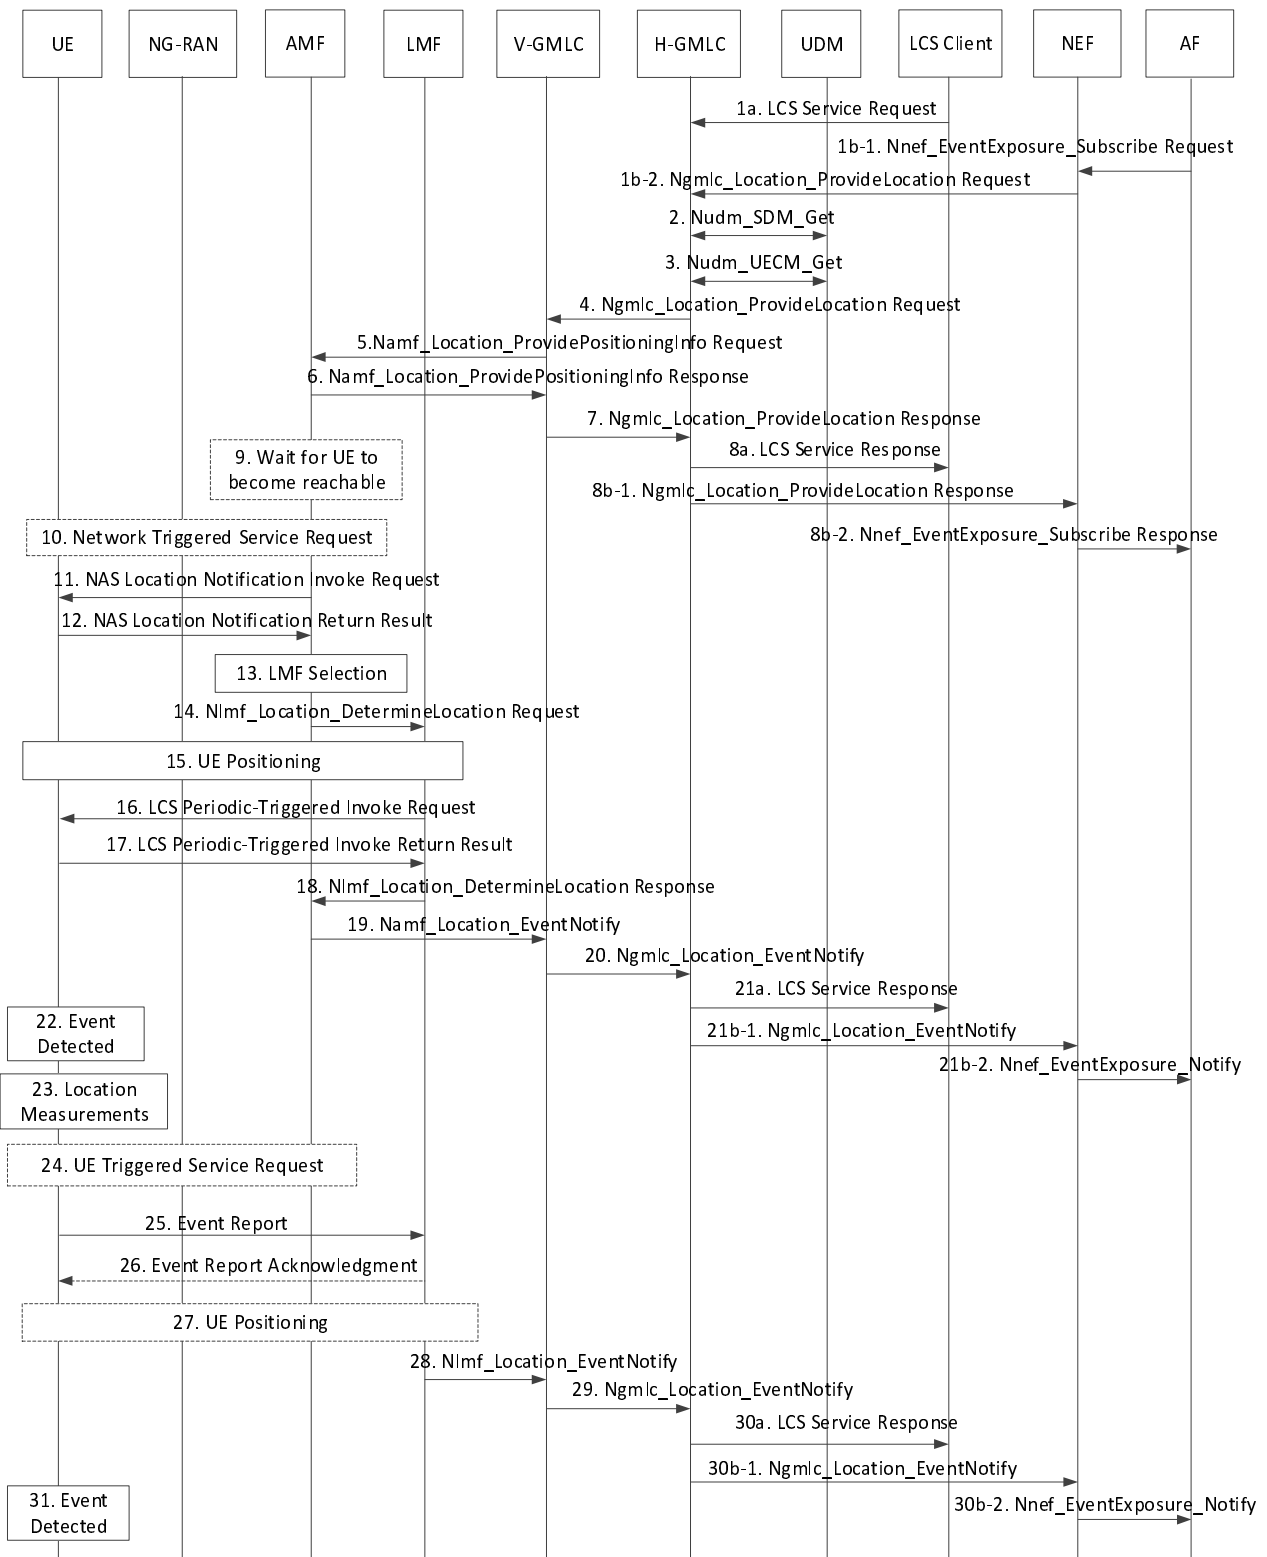 UE
NG-RAN
AMF
LMF
V-GMLC
H-GMLC
UDM
LCS Client
NEF
AF
1a. LCS Service Request
1b-1. Nnef_EventExposure_Subscribe Request
1b-2. Ngmlc_Location_ProvideLocation Request
2. Nudm_SDM_Get
3. Nudm_UECM_Get
4. Ngmlc_Location_ProvideLocation Request
5.Namf_Location_ProvidePositioningInfo Request
6. Namf_Location_ProvidePositioningInfo Response
7. Ngmlc_Location_ProvideLocation Response
8a. LCS Service Response
9. Wait for UE to
become reachable
8b-1. Ngmlc_Location_ProvideLocation Response
8b-2. Nnef_EventExposure_Subscribe Response
10. Network Triggered Service Request
11. NAS Location Notification Invoke Request
12. NAS Location Notification Return Result
13. LMF Selection
14. Nlmf_Location_DetermineLocation Request
15. UE Positioning
16. LCS Periodic-Triggered Invoke Request
17. LCS Periodic-Triggered Invoke Return Result
18. Nlmf_Location_DetermineLocation Response
19. Namf_Location_EventNotify
20. Ngmlc_Location_EventNotify
21a. LCS Service Response
22. Event
Detected
21b-1. Ngmlc_Location_EventNotify
21b-2. Nnef_EventExposure_Notify
23. Location
Measurements
24. UE Triggered Service Request
25. Event Report
26. Event Report Acknowledgment
27. UE Positioning
28. Nlmf_Location_EventNotify
29. Ngmlc_Location_EventNotify
30a. LCS Service Response
30b-1. Ngmlc_Location_EventNotify
30b-2. Nnef_EventExposure_Notify
31. Event
Detected